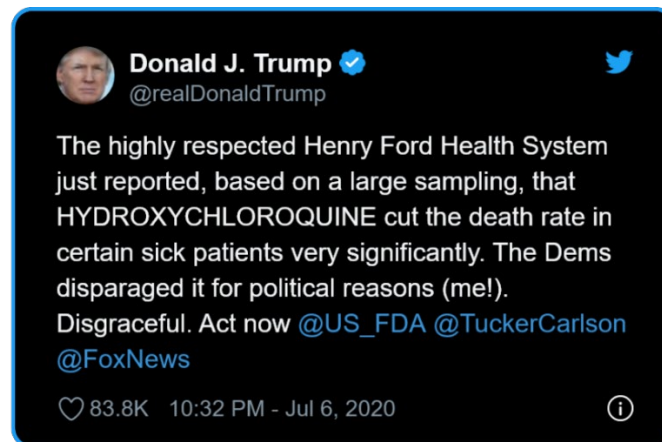 Donald J. Trump
@realDonaldTrump
The highly respected Henry Ford Health System
just reported, based on a large sampling, that
HYDROXYCHLOROQUINE cut the death rate in
certain sick patients very significantly. The Dems
disparaged it for political reasons (me!).
Disgraceful. Act now @US_FDA @TuckerCarlson
@FoxNews
83.8K 10:32 PM - Jul 6, 2020